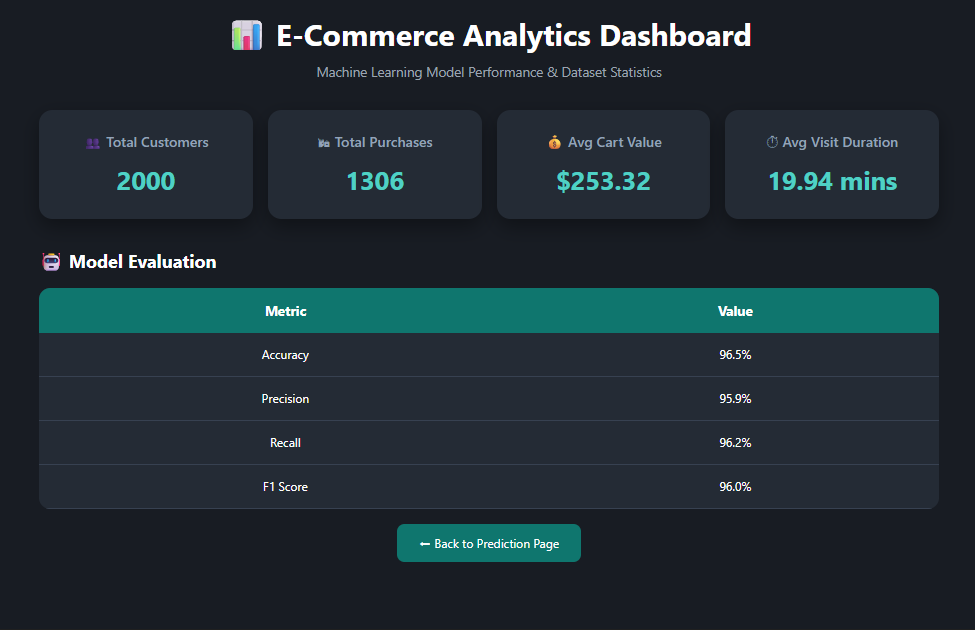 E-Commerce Analytics Dashboard
Machine Learning Model Performance & Dataset Statistics
Total Customers
2000
Total Purchases
1306
Avg Cart Value
$253.32
Avg Visit Duration
19.94 mins
Model Evaluation
Metric Value
Accuracy 96.5%
Precision 95.9%
Recall 96.2%
F1 Score 96.0%
← Back to Prediction Page